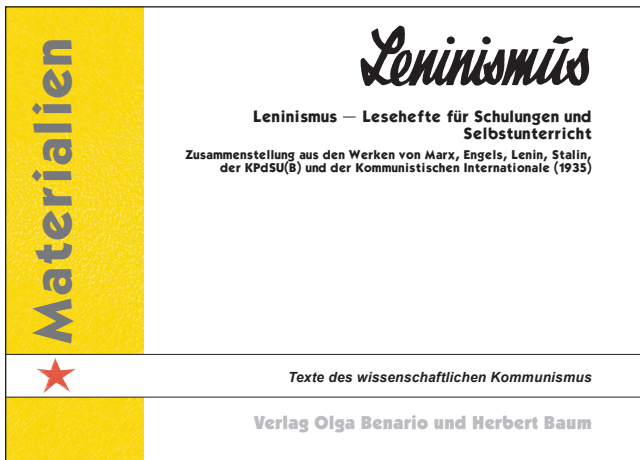 Materialien
Leninismus
Leninismus — Lesehefte für Schulungen und
Selbstunterricht
Zusammenstellung aus den Werken von Marx, Engels, Lenin, Stalin,
der KPdSU(B) und der Kommunistischen Internationale (1935)
Texte des wissenschaftlichen Kommunismus
Verlag Olga Benario und Herbert Baum